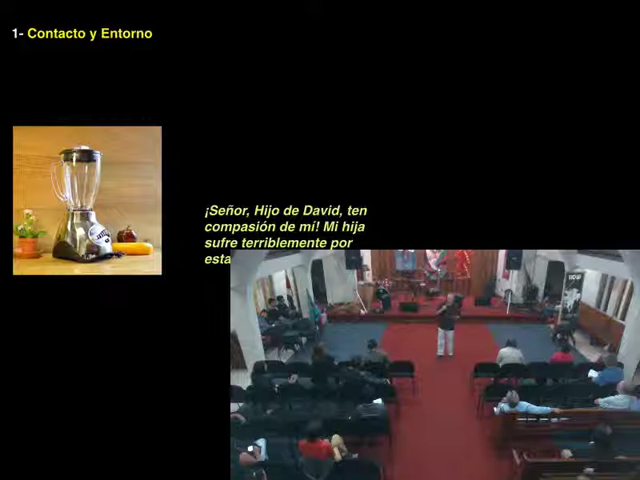 1- Contacto y Entorno
¡Señor, Hijo de David, ten
compasión de mí! Mi hija
sufre terriblemente por
esta